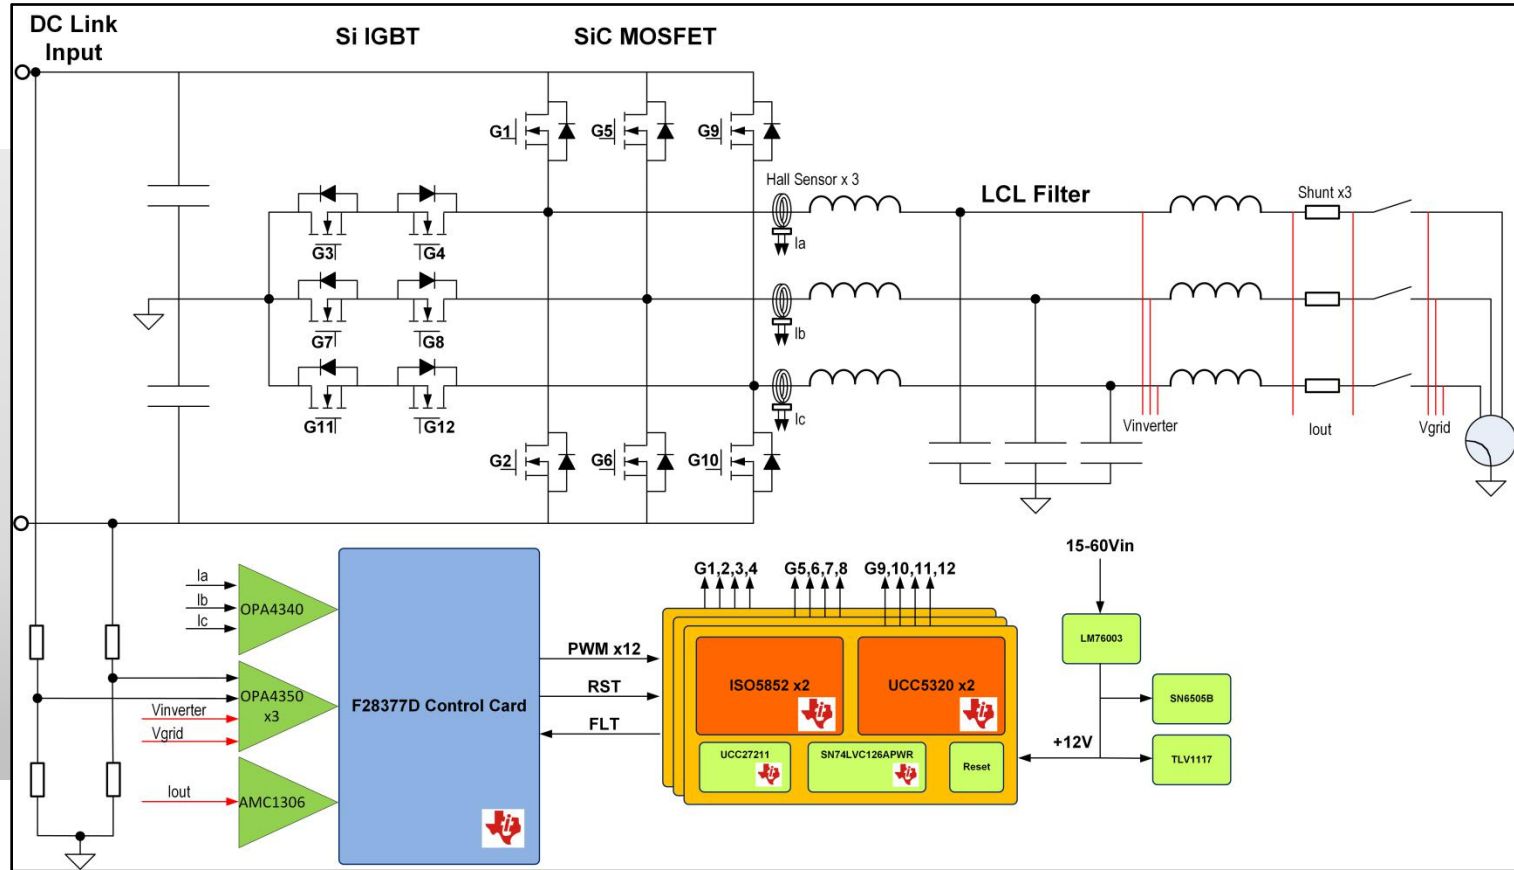 DC Link
Input
Si IGBT
SiC MOSFET
G1
G5
G9
Hall Sensor x 3
LCL Filter
Shunt x3
G3
G4
Ia
G7
G8
Ib
G11
G12
Ic
Vinverter
Iout
Vgrid
G2
G6
G10
15-60Vin
G1,2,3,4
G5,6,7,8
G9,10,11,12
Ia
Ib
Ic
OPA4340
LM76003
PWM x12
ISO5852 x2
UCC5320 x2
RST
SN6505B
OPA4350
x3
F28377D Control Card
Vinverter
Vgrid
FLT
+12V
UCC27211
SN74LVC126APWR
Reset
TLV1117
Iout
AMC1306